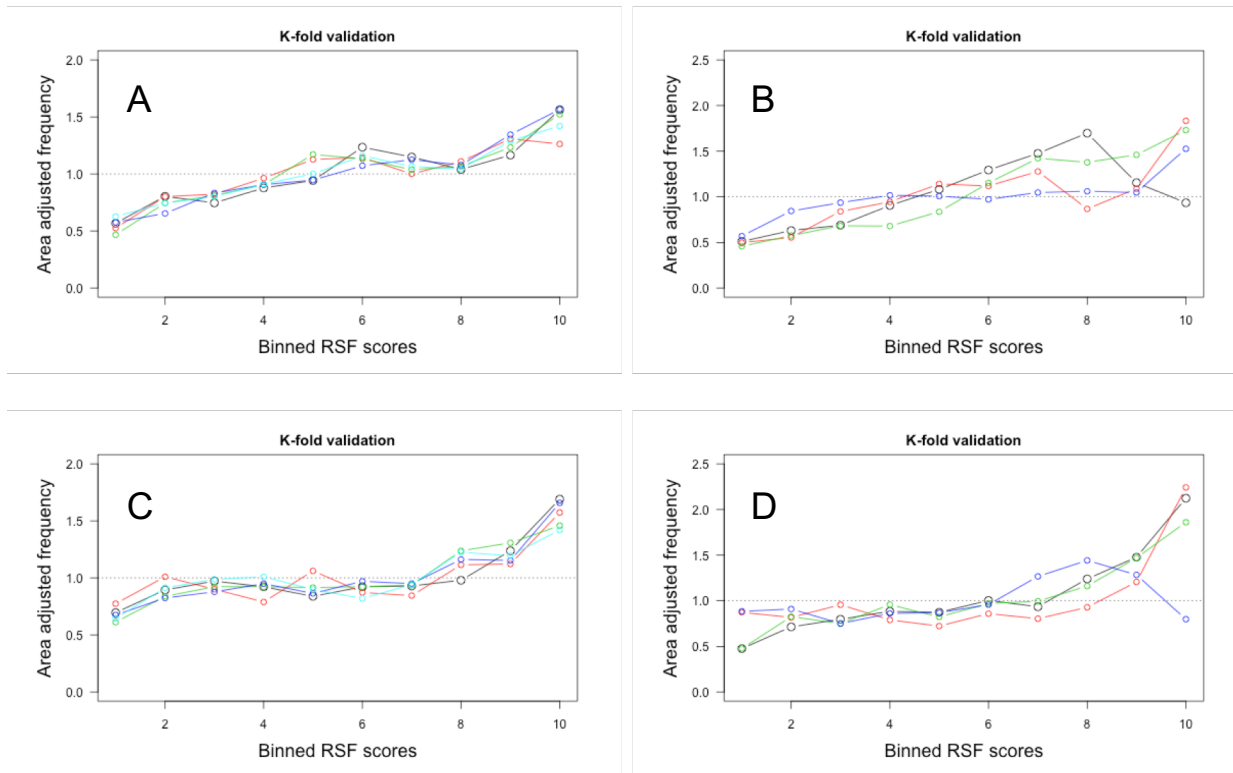 K-fold validation
A
Area adjusted frequency
2.0
1.5
1.0
0.5
0.0
2 4 6 8 10
Binned RSF scores
K-fold validation
B
Area adjusted frequency
2.5
2.0
1.5
1.0
0.5
0.0
2 4 6 8 10
Binned RSF scores
K-fold validation
C
Area adjusted frequency
2.0
1.5
1.0
0.5
0.0
2 4 6 8 10
Binned RSF scores
K-fold validation
D
Area adjusted frequency
2.5
2.0
1.5
1.0
0.5
0.0
2 4 6 8 10
Binned RSF scores